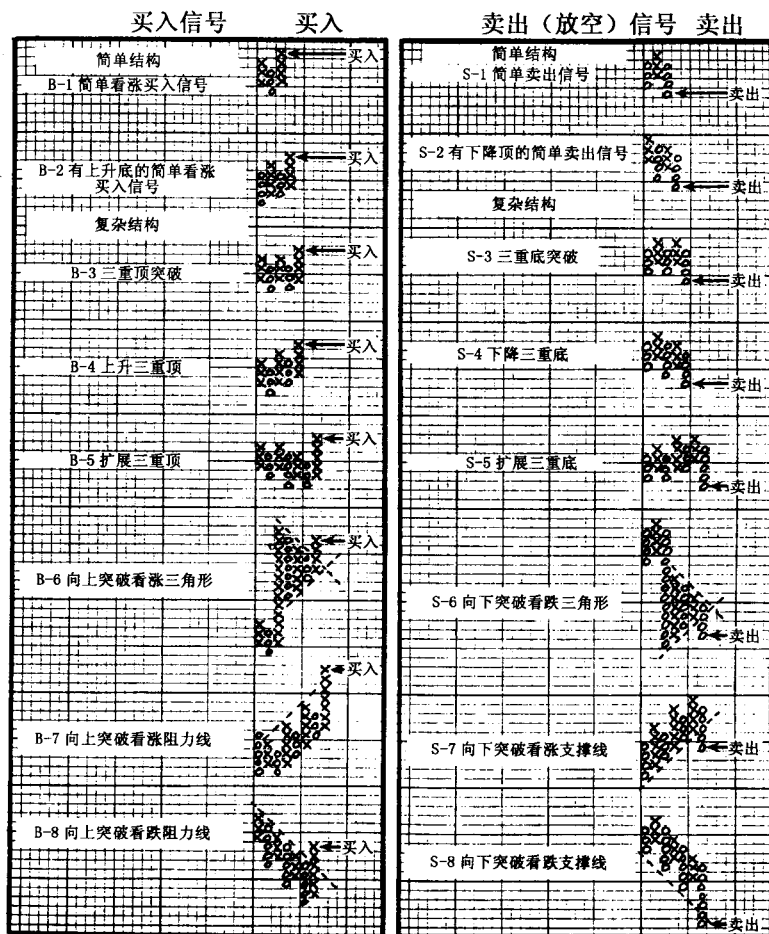 买入信号 买入
简单结构
买入
B-1 简单看涨买入信号
B-2 有上升底的简单看涨
买入信号
买入
复杂结构
B-3 三重顶突破
买入
B-4 上升三重顶
买入
B-5 扩展三重顶
买入
B-6 向上突破看涨三角形
买入
B-7 向上突破看涨阻力线
买入
B-8 向上突破看跌阻力线
买入
卖出（放空）信号 卖出
简单结构
S-1 简单卖出信号
卖出
S-2 有下降顶的简单卖出信号
卖出
复杂结构
S-3 三重底突破
卖出
S-4 下降三重底
卖出
S-5 扩展三重底
卖出
S-6 向下突破看跌三角形
卖出
S-7 向下突破看涨支撑线
卖出
S-8 向下突破看跌支撑线
卖出